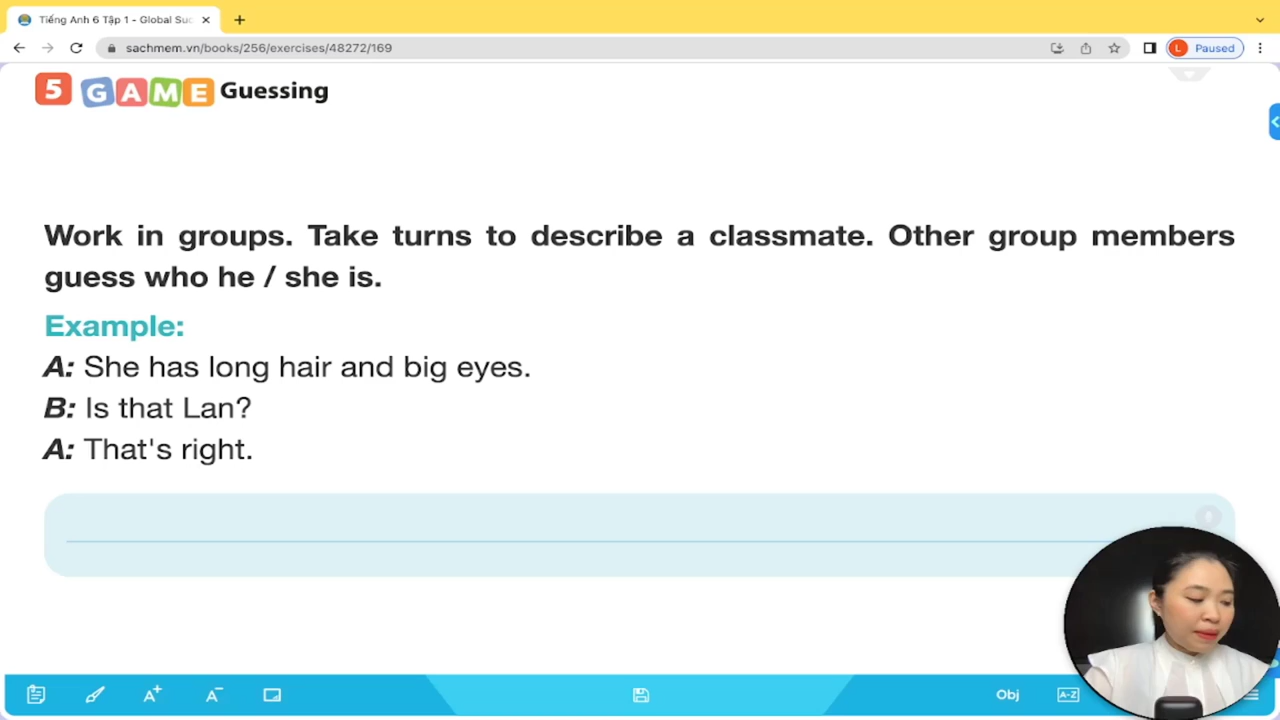 Tiếng Anh 6 Tập 1 - Global Suc
sachmem.vn/books/256/exercises/48272/169
L Paused
5 GAME Guessing
Work in groups. Take turns to describe a classmate. Other group members
guess who he / she is.
Example:
A: She has long hair and big eyes.
B: Is that Lan?
A: That's right.
A+ A- Obj A-Z